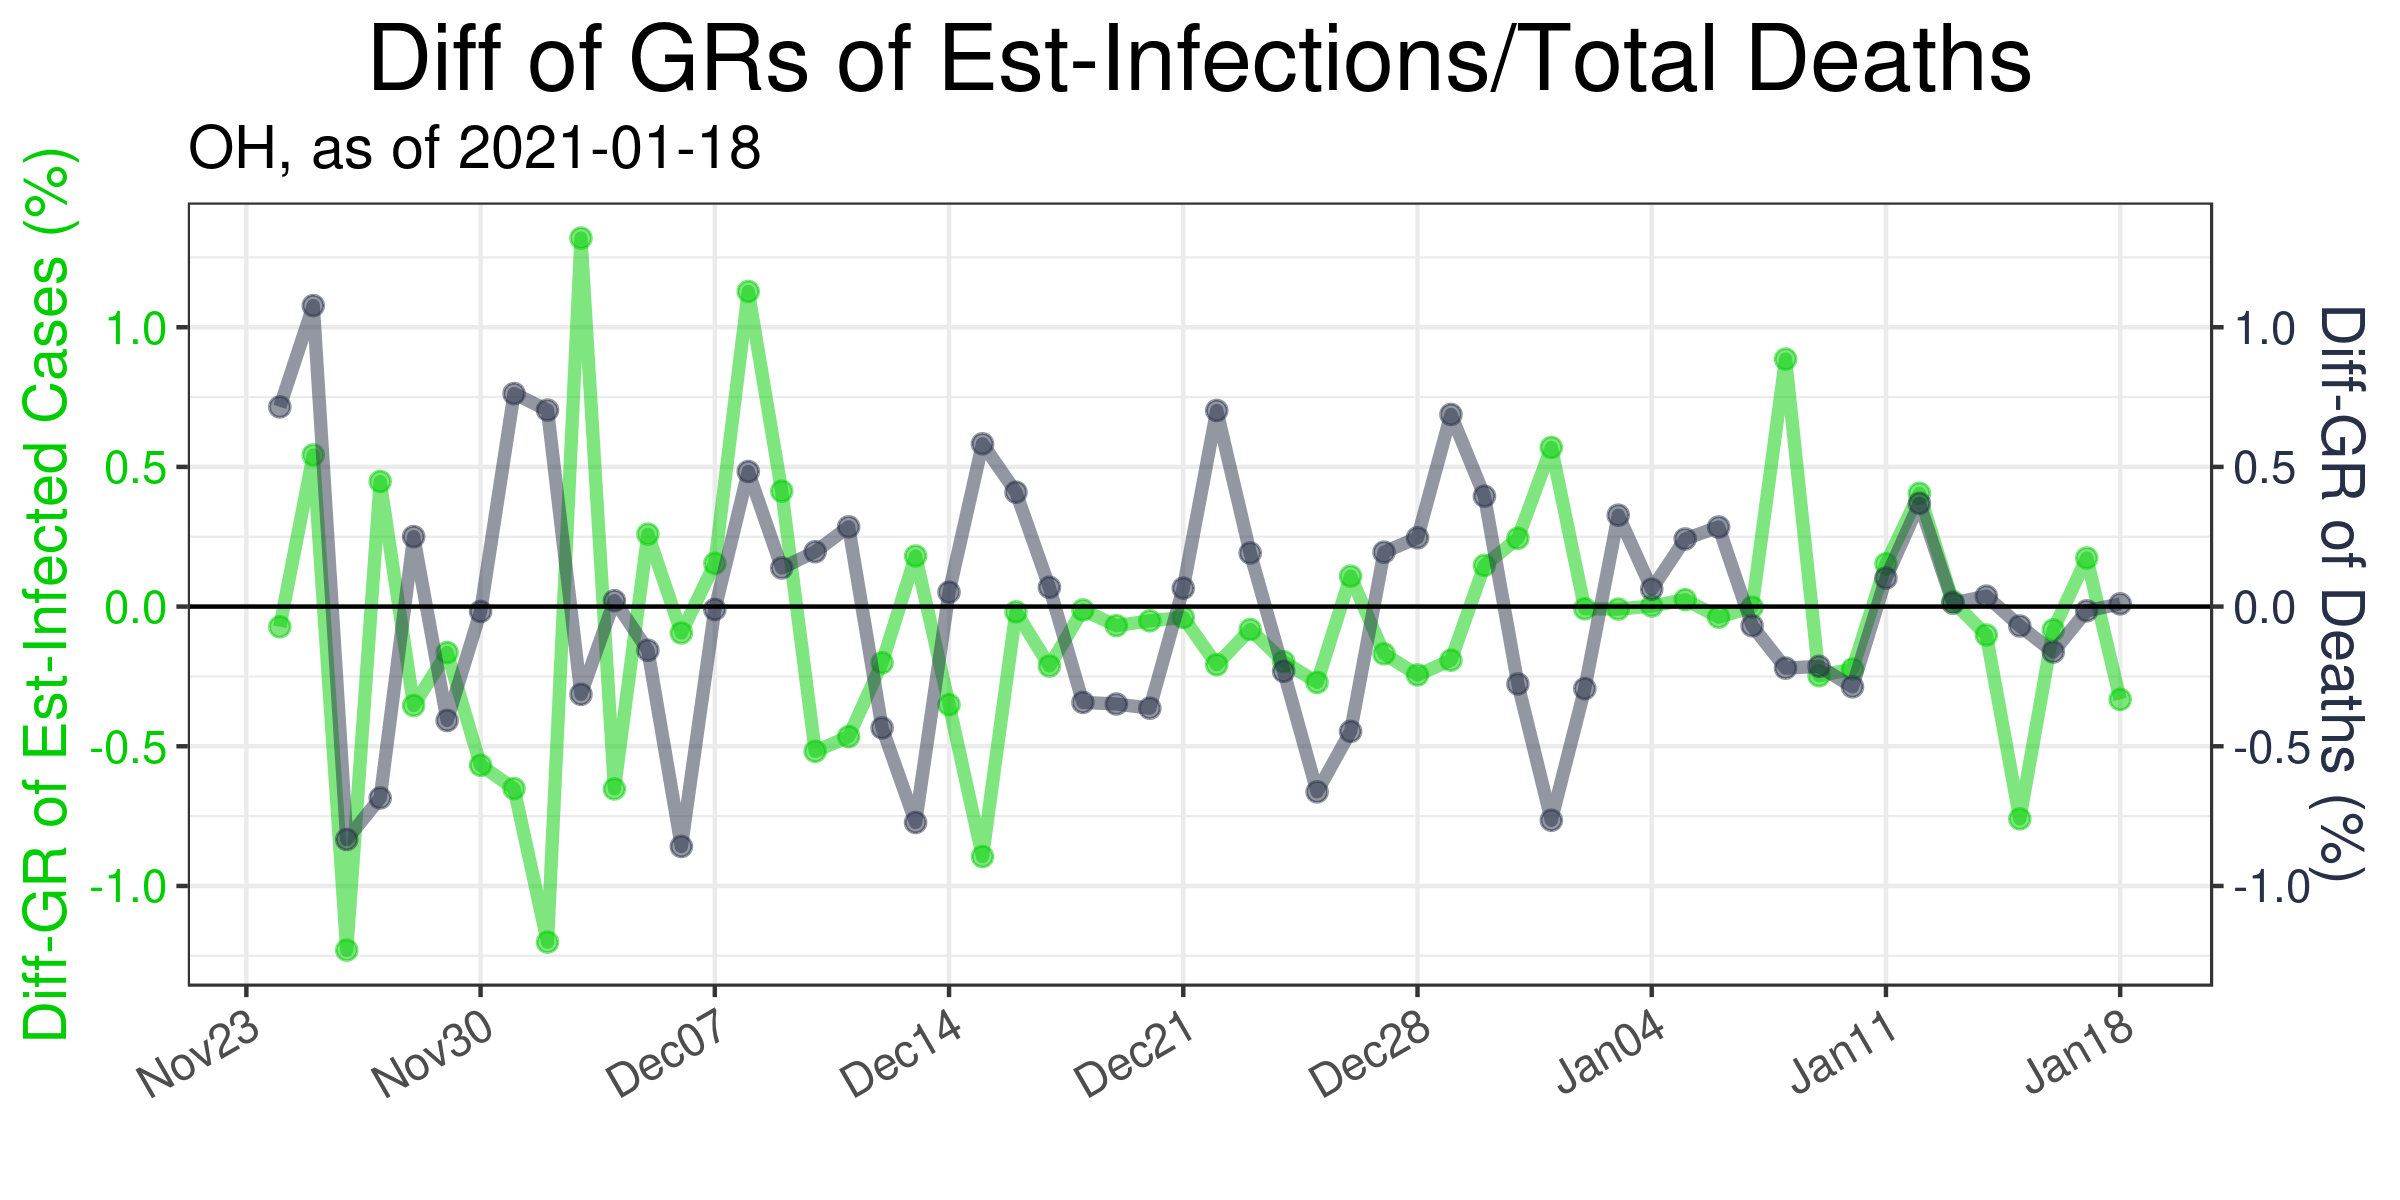 Diff of GRs of Est-Infections/Total Deaths
OH, as of 2021-01-18
Diff-GR of Est-Infected Cases (%)
1.0
0.5
0.0
-0.5
-1.0
1.0
0.5
0.0
-0.5
-1.0
Diff-GR of Deaths (%)
Nov23
Nov30
Dec07
Dec14
Dec21
Dec28
Jan04
Jan11
Jan18